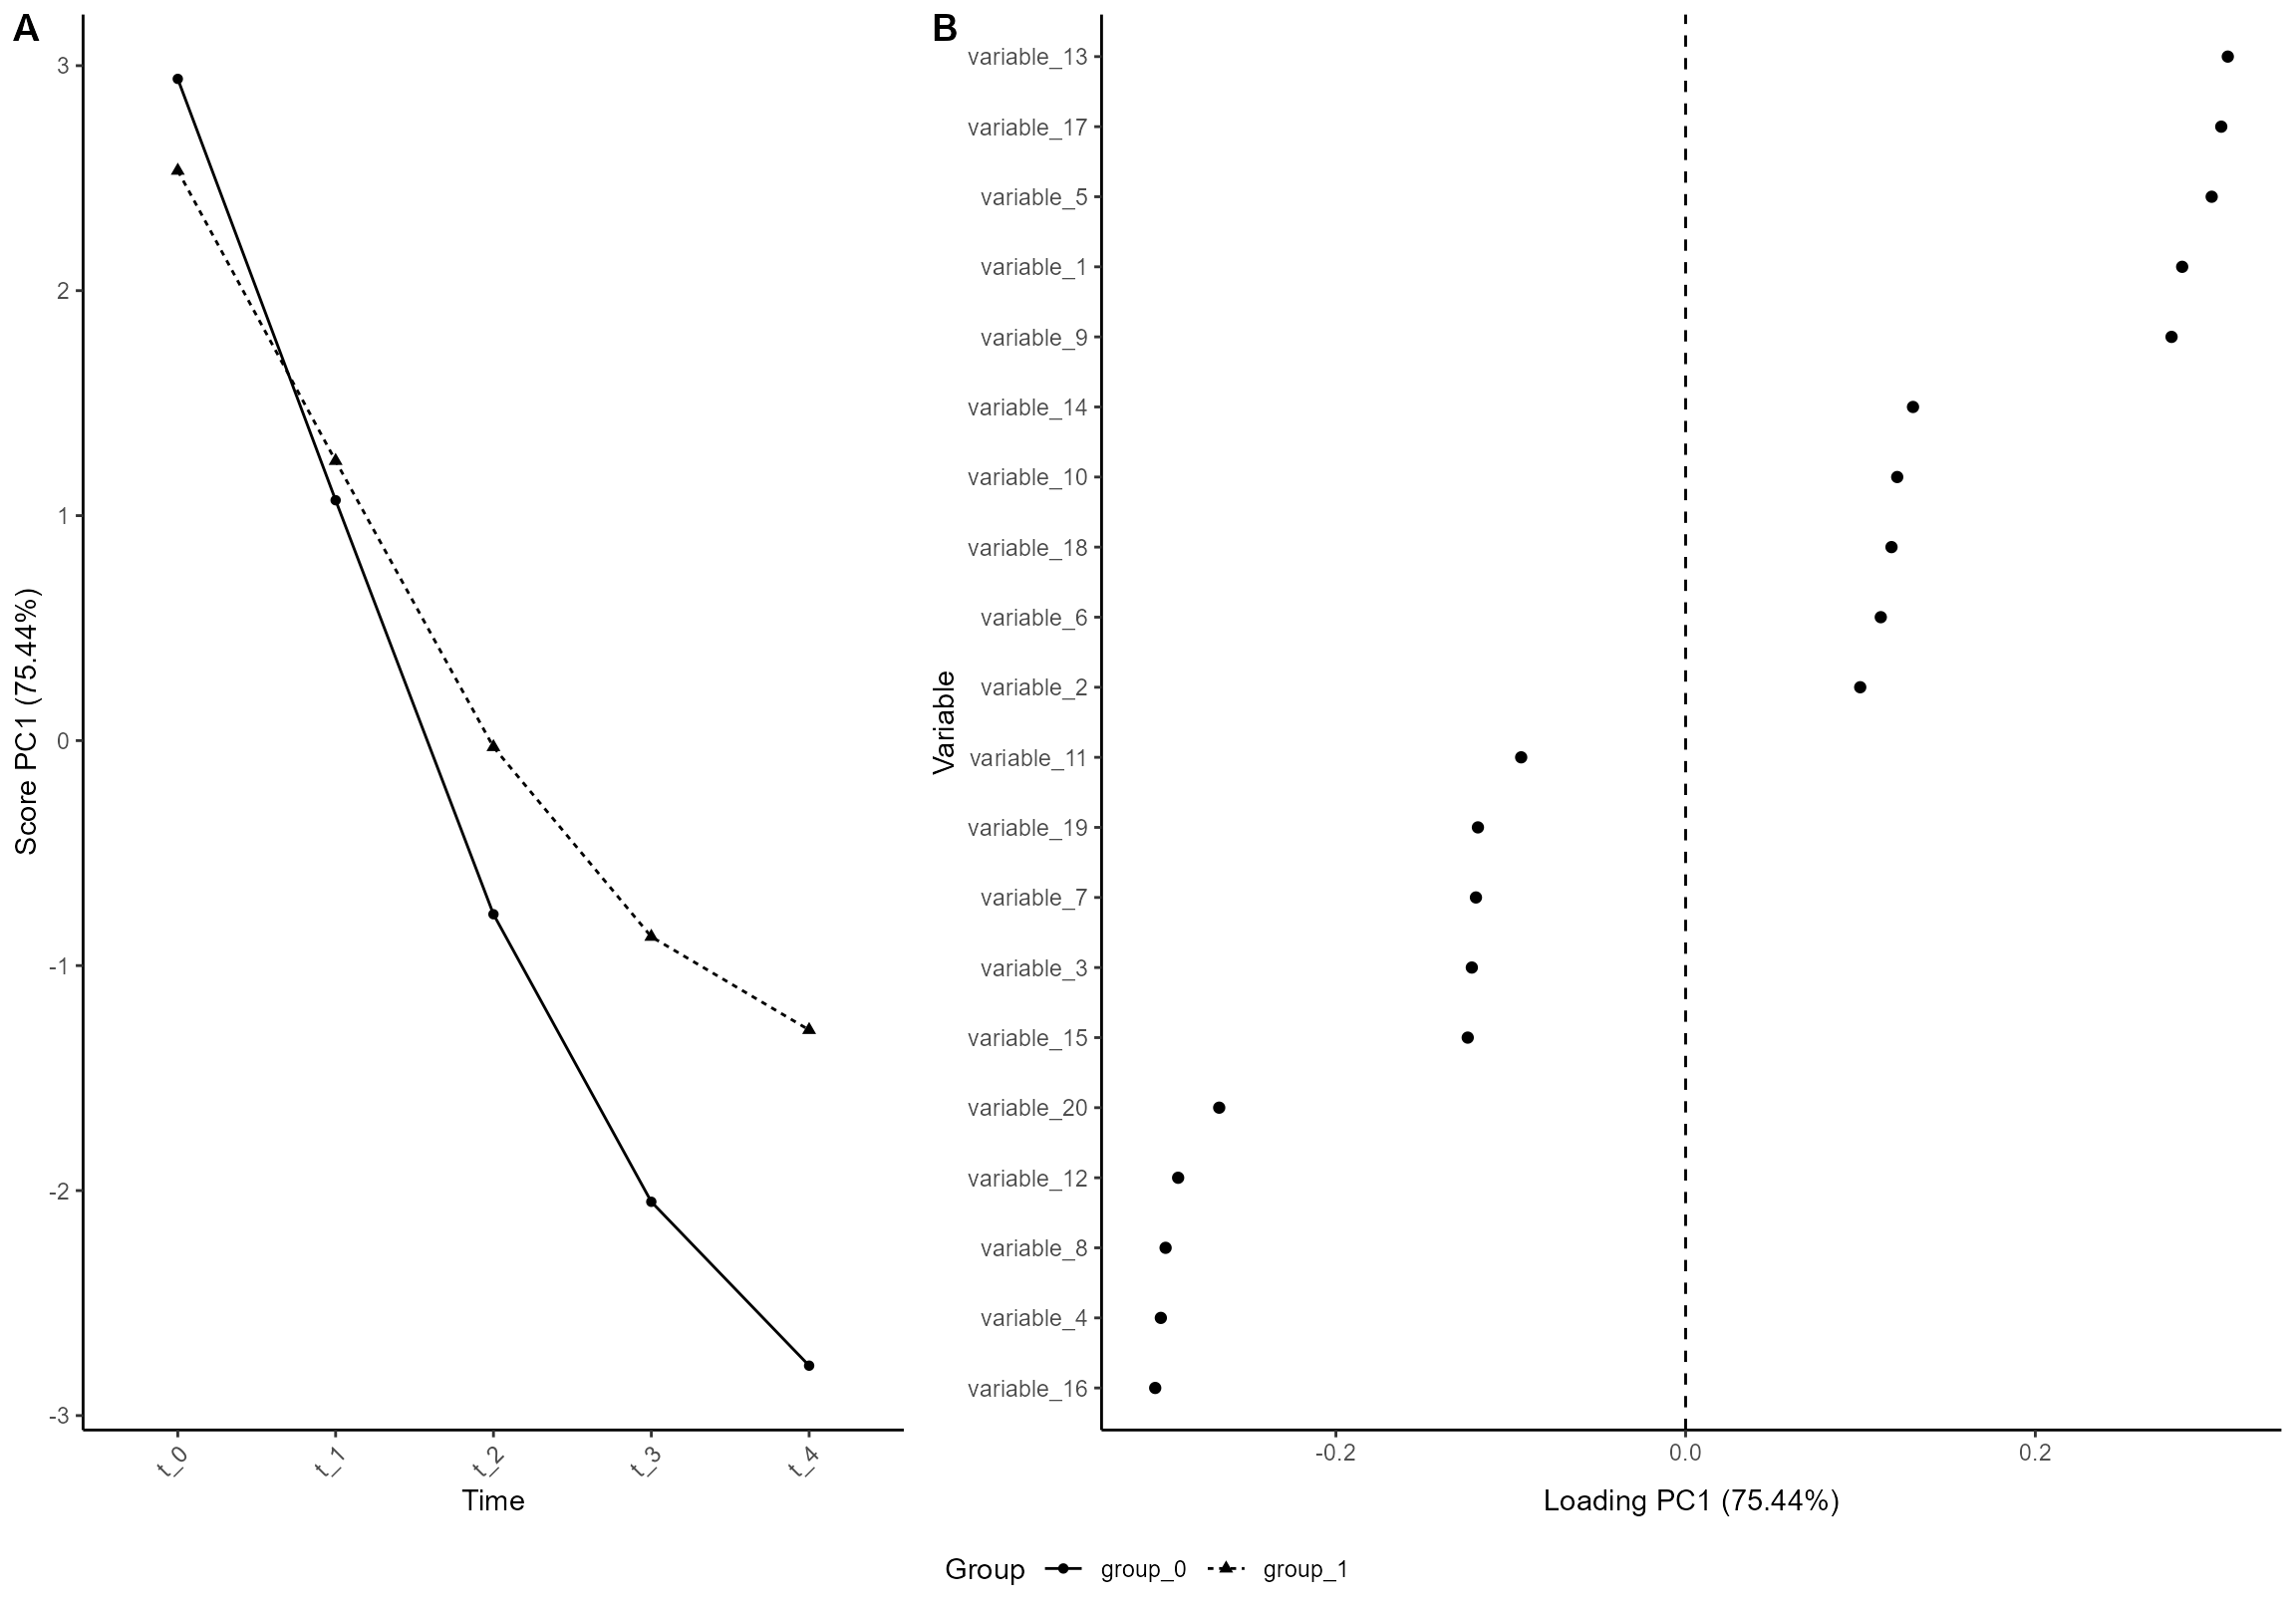 A
Score PC1 (75.44%)
3
2
1
0
-1
-2
-3
t_0
t_1
t_2
t_3
t_4
Time
B
Variable
variable_13
variable_17
variable_5
variable_1
variable_9
variable_14
variable_10
variable_18
variable_6
variable_2
variable_11
variable_19
variable_7
variable_3
variable_15
variable_20
variable_12
variable_8
variable_4
variable_16
-0.2 0.0 0.2
Loading PC1 (75.44%)
Group group_0 group_1